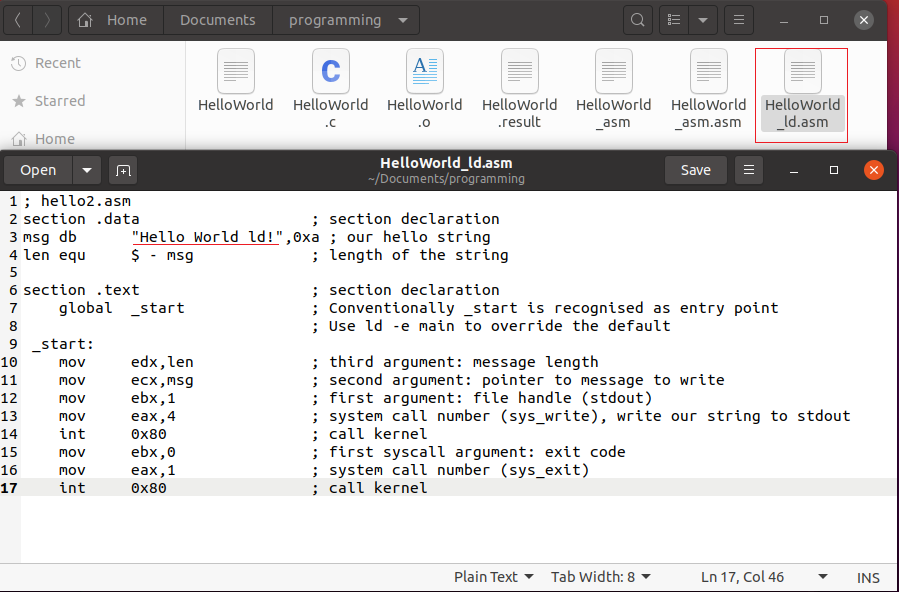 Home Documents programming
Recent
Starred
Home
HelloWorld
HelloWorld
.c
HelloWorld
.o
HelloWorld
.result
HelloWorld
_asm
HelloWorld
_asm.asm
HelloWorld
_ld.asm
Open
HelloWorld_ld.asm
~/Documents/programming
Save
1 ; hello2.asm
2 section .data ; section declaration
3 msg db "Hello World ld!",0xa ; our hello string
4 len equ $ - msg ; length of the string
5
6 section .text ; section declaration
7 global _start ; Conventionally _start is recognised as entry point
8 ; Use ld -e main to override the default
9 _start:
10 mov edx,len ; third argument: message length
11 mov ecx,msg ; second argument: pointer to message to write
12 mov ebx,1 ; first argument: file handle (stdout)
13 mov eax,4 ; system call number (sys_write), write our string to stdout
14 int 0x80 ; call kernel
15 mov ebx,0 ; first syscall argument: exit code
16 mov eax,1 ; system call number (sys_exit)
17 int 0x80 ; call kernel
Plain Text Tab Width: 8 Ln 17, Col 46 INS